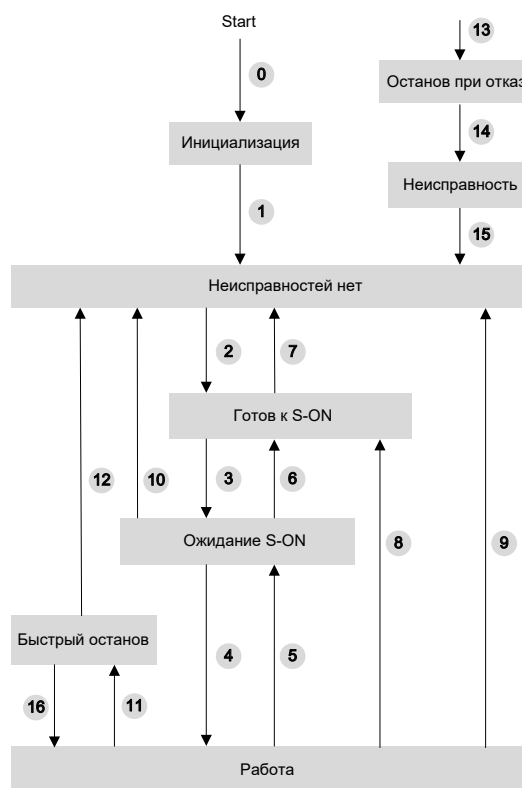 Start
13
0
Останов при отказ
14
Инициализация
Неисправность
1
15
Неисправностей нет
2
7
Готов к S-ON
12
10
3
6
Ожидание S-ON
8
9
Быстрый останов
4
5
16
11
Работа